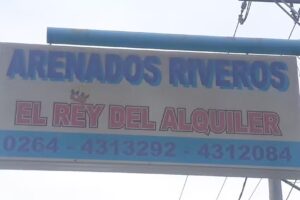 ARENADOS RIVEROS
EL REY DEL ALQUILER
0264 - 4313292 - 4312084